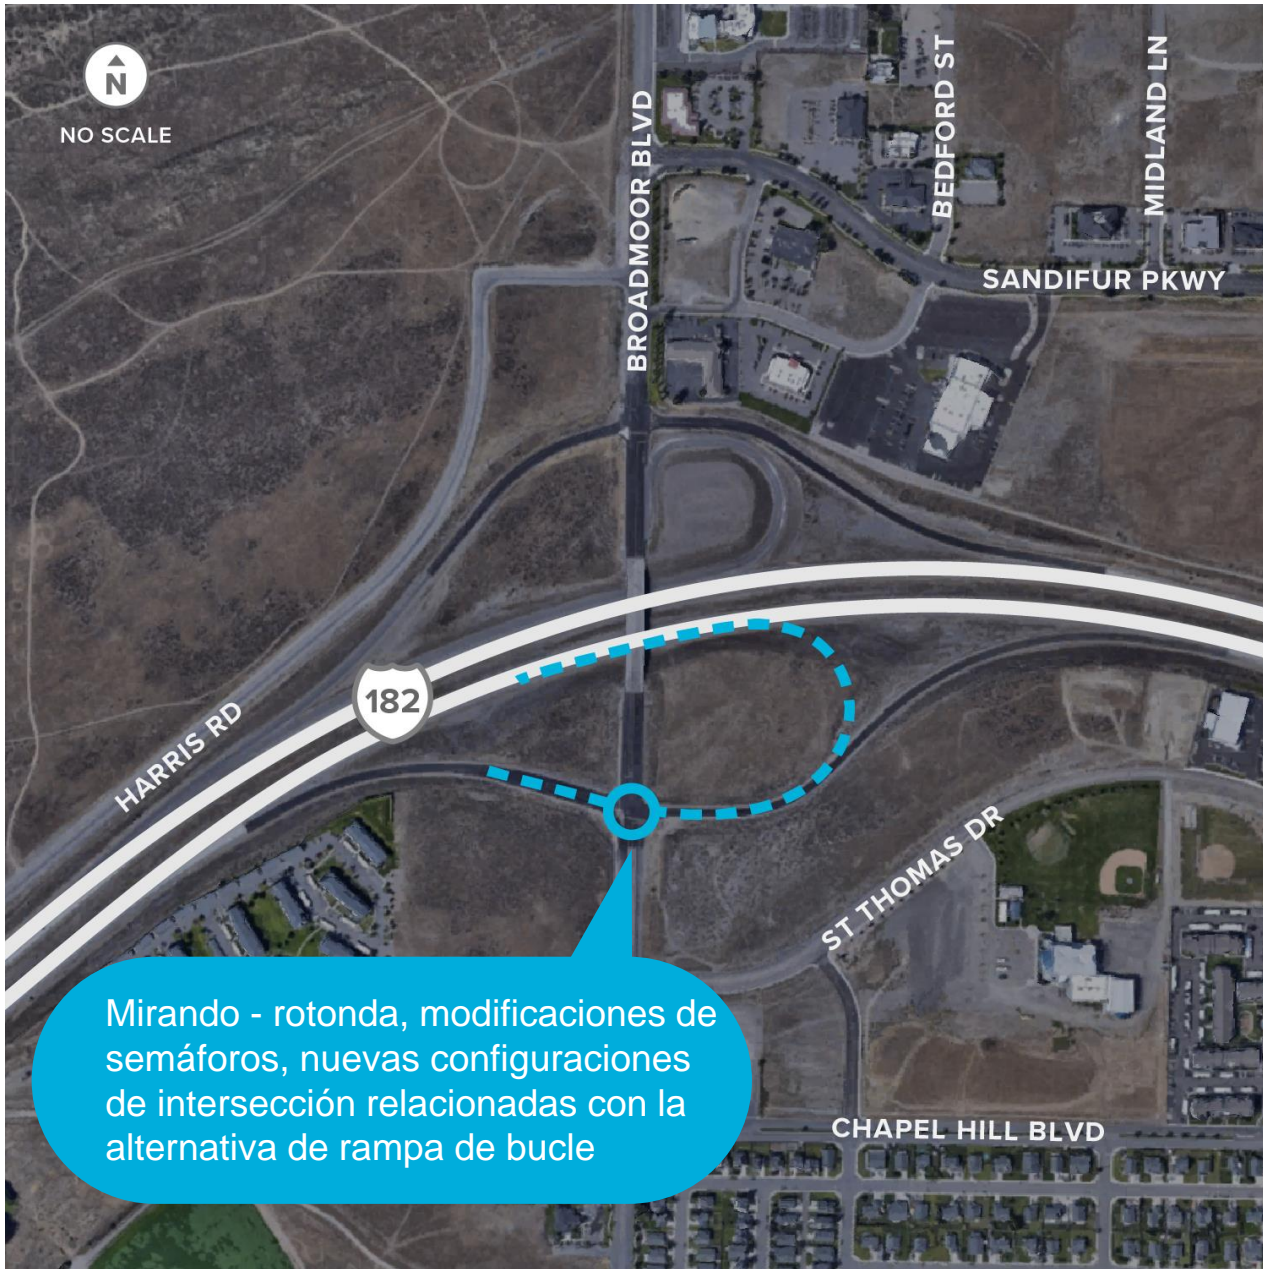 N
NO SCALE
BROADMOOR BLVD
BEDFORD ST
MIDLAND LN
SANDIFUR PKWY
182
HARRIS RD
ST THOMAS DR
Mirando - rotonda, modificaciones de
semáforos, nuevas configuraciones
de intersección relacionadas con la
alternativa de rampa de bucle
CHAPEL HILL BLVD